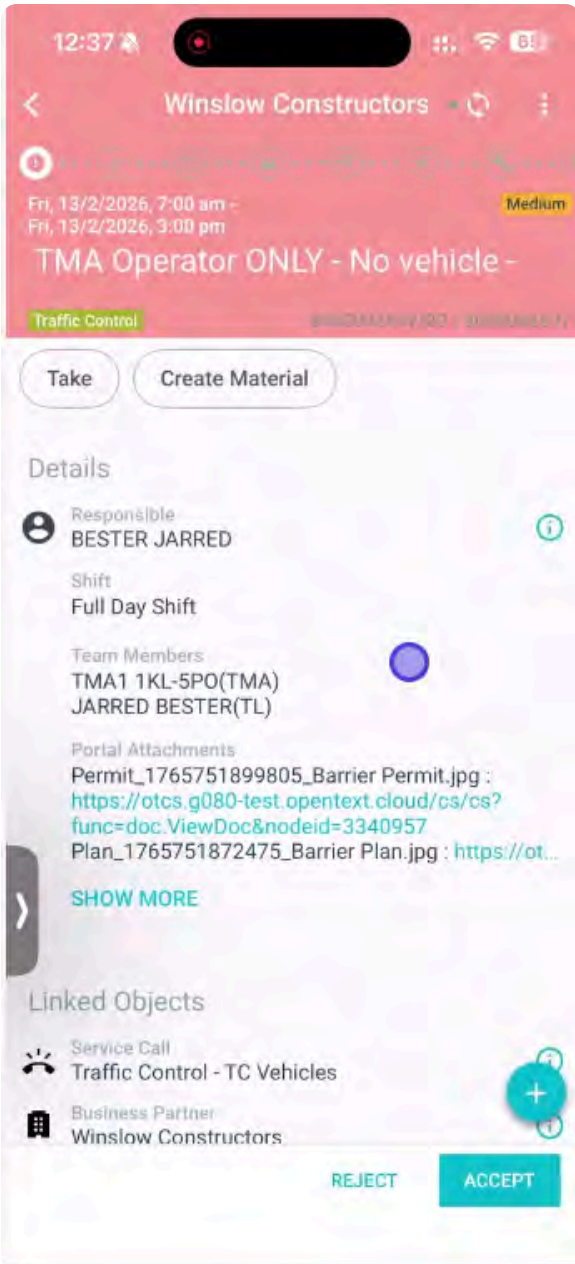 12:37
Winslow Constructors
Fri, 13/2/2026, 7:00 am -
Medium
Fri, 13/2/2026, 3:00 pm
TMA Operator ONLY - No vehicle -
Traffic Control
Take
Create Material
Details
Responsible
BESTER JARRED
Shift
Full Day Shift
Team Members
TMA1 1KL-5PO(TMA)
JARRED BESTER(TL)
Portal Attachments
Permit_1765751899805_Barrier Permit.jpg :
https://otcs.g080-test.opentext.cloud/cs/cs?
func=doc.ViewDoc&nodeid=3340957
Plan_1765751872475_Barrier Plan.jpg : https://ot...
SHOW MORE
Linked Objects
Service Call
Traffic Control - TC Vehicles
Business Partner
Winslow Constructors
REJECT
ACCEPT